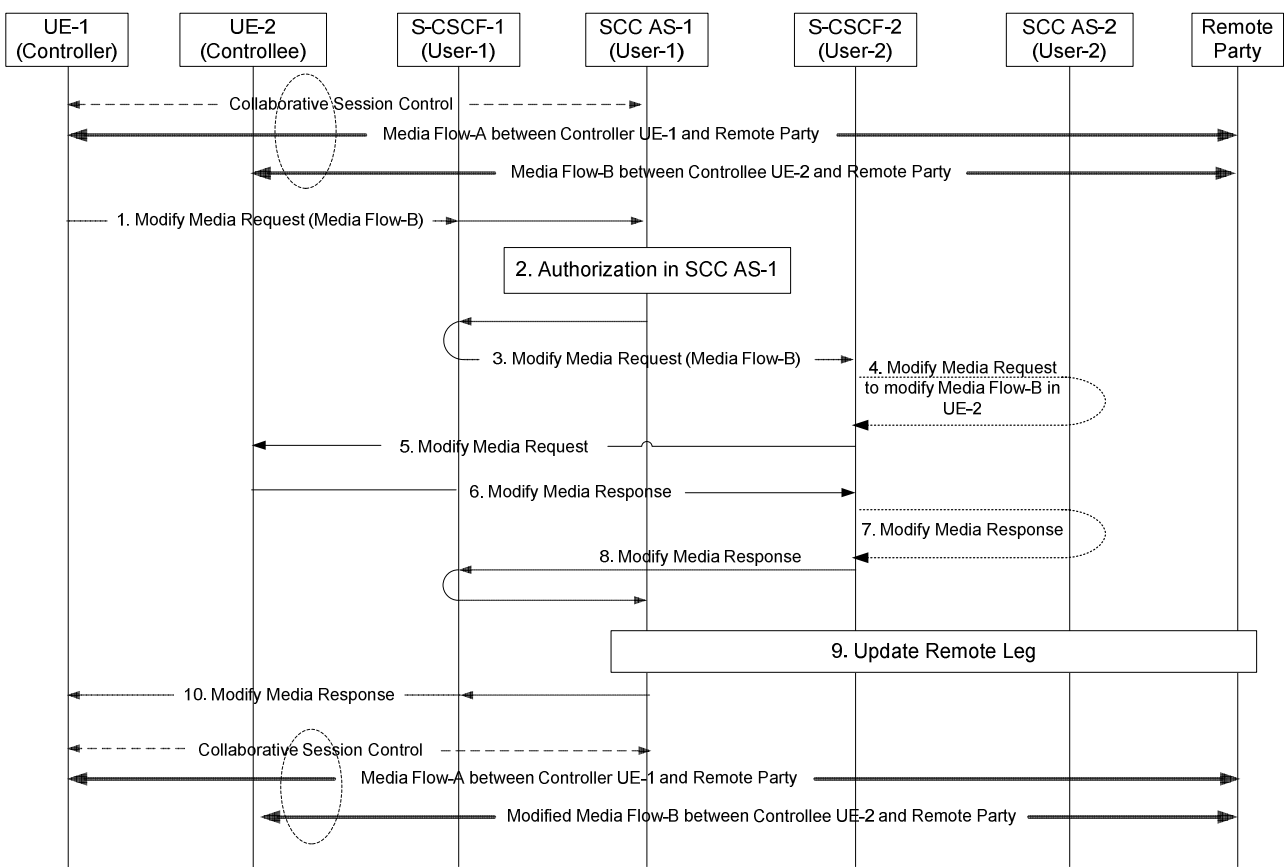 UE-1
(Controller)
UE-2
(Controllee)
S-CSCF-1
(User-1)
SCC AS-1
(User-1)
S-CSCF-2
(User-2)
SCC AS-2
(User-2)
Remote
Party
Collaborative Session Control
Media Flow-A between Controller UE-1 and Remote Party
Media Flow-B between Controllee UE-2 and Remote Party
1. Modify Media Request (Media Flow-B)
2. Authorization in SCC AS-1
3. Modify Media Request (Media Flow-B)
4. Modify Media Request
to modify Media Flow-B in
UE-2
5. Modify Media Request
6. Modify Media Response
7. Modify Media Response
8. Modify Media Response
9. Update Remote Leg
10. Modify Media Response
Collaborative Session Control
Media Flow-A between Controller UE-1 and Remote Party
Modified Media Flow-B between Controllee UE-2 and Remote Party